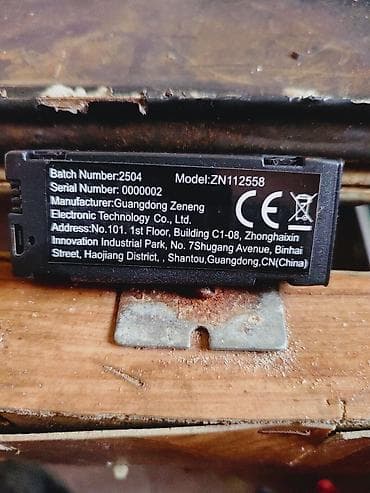 Batch Number:2504 Model:ZN112558
Serial Number: 0000002
Manufacturer:Guangdong Zeneng
Electronic Technology Co., Ltd.
Address:No.101. 1st Floor, Building C1-08, Zhonghaixin
Innovation Industrial Park, No. 7Shugang Avenue, Binhai
Street, Haojiang District, , Shantou,Guangdong,CN(China)
CE